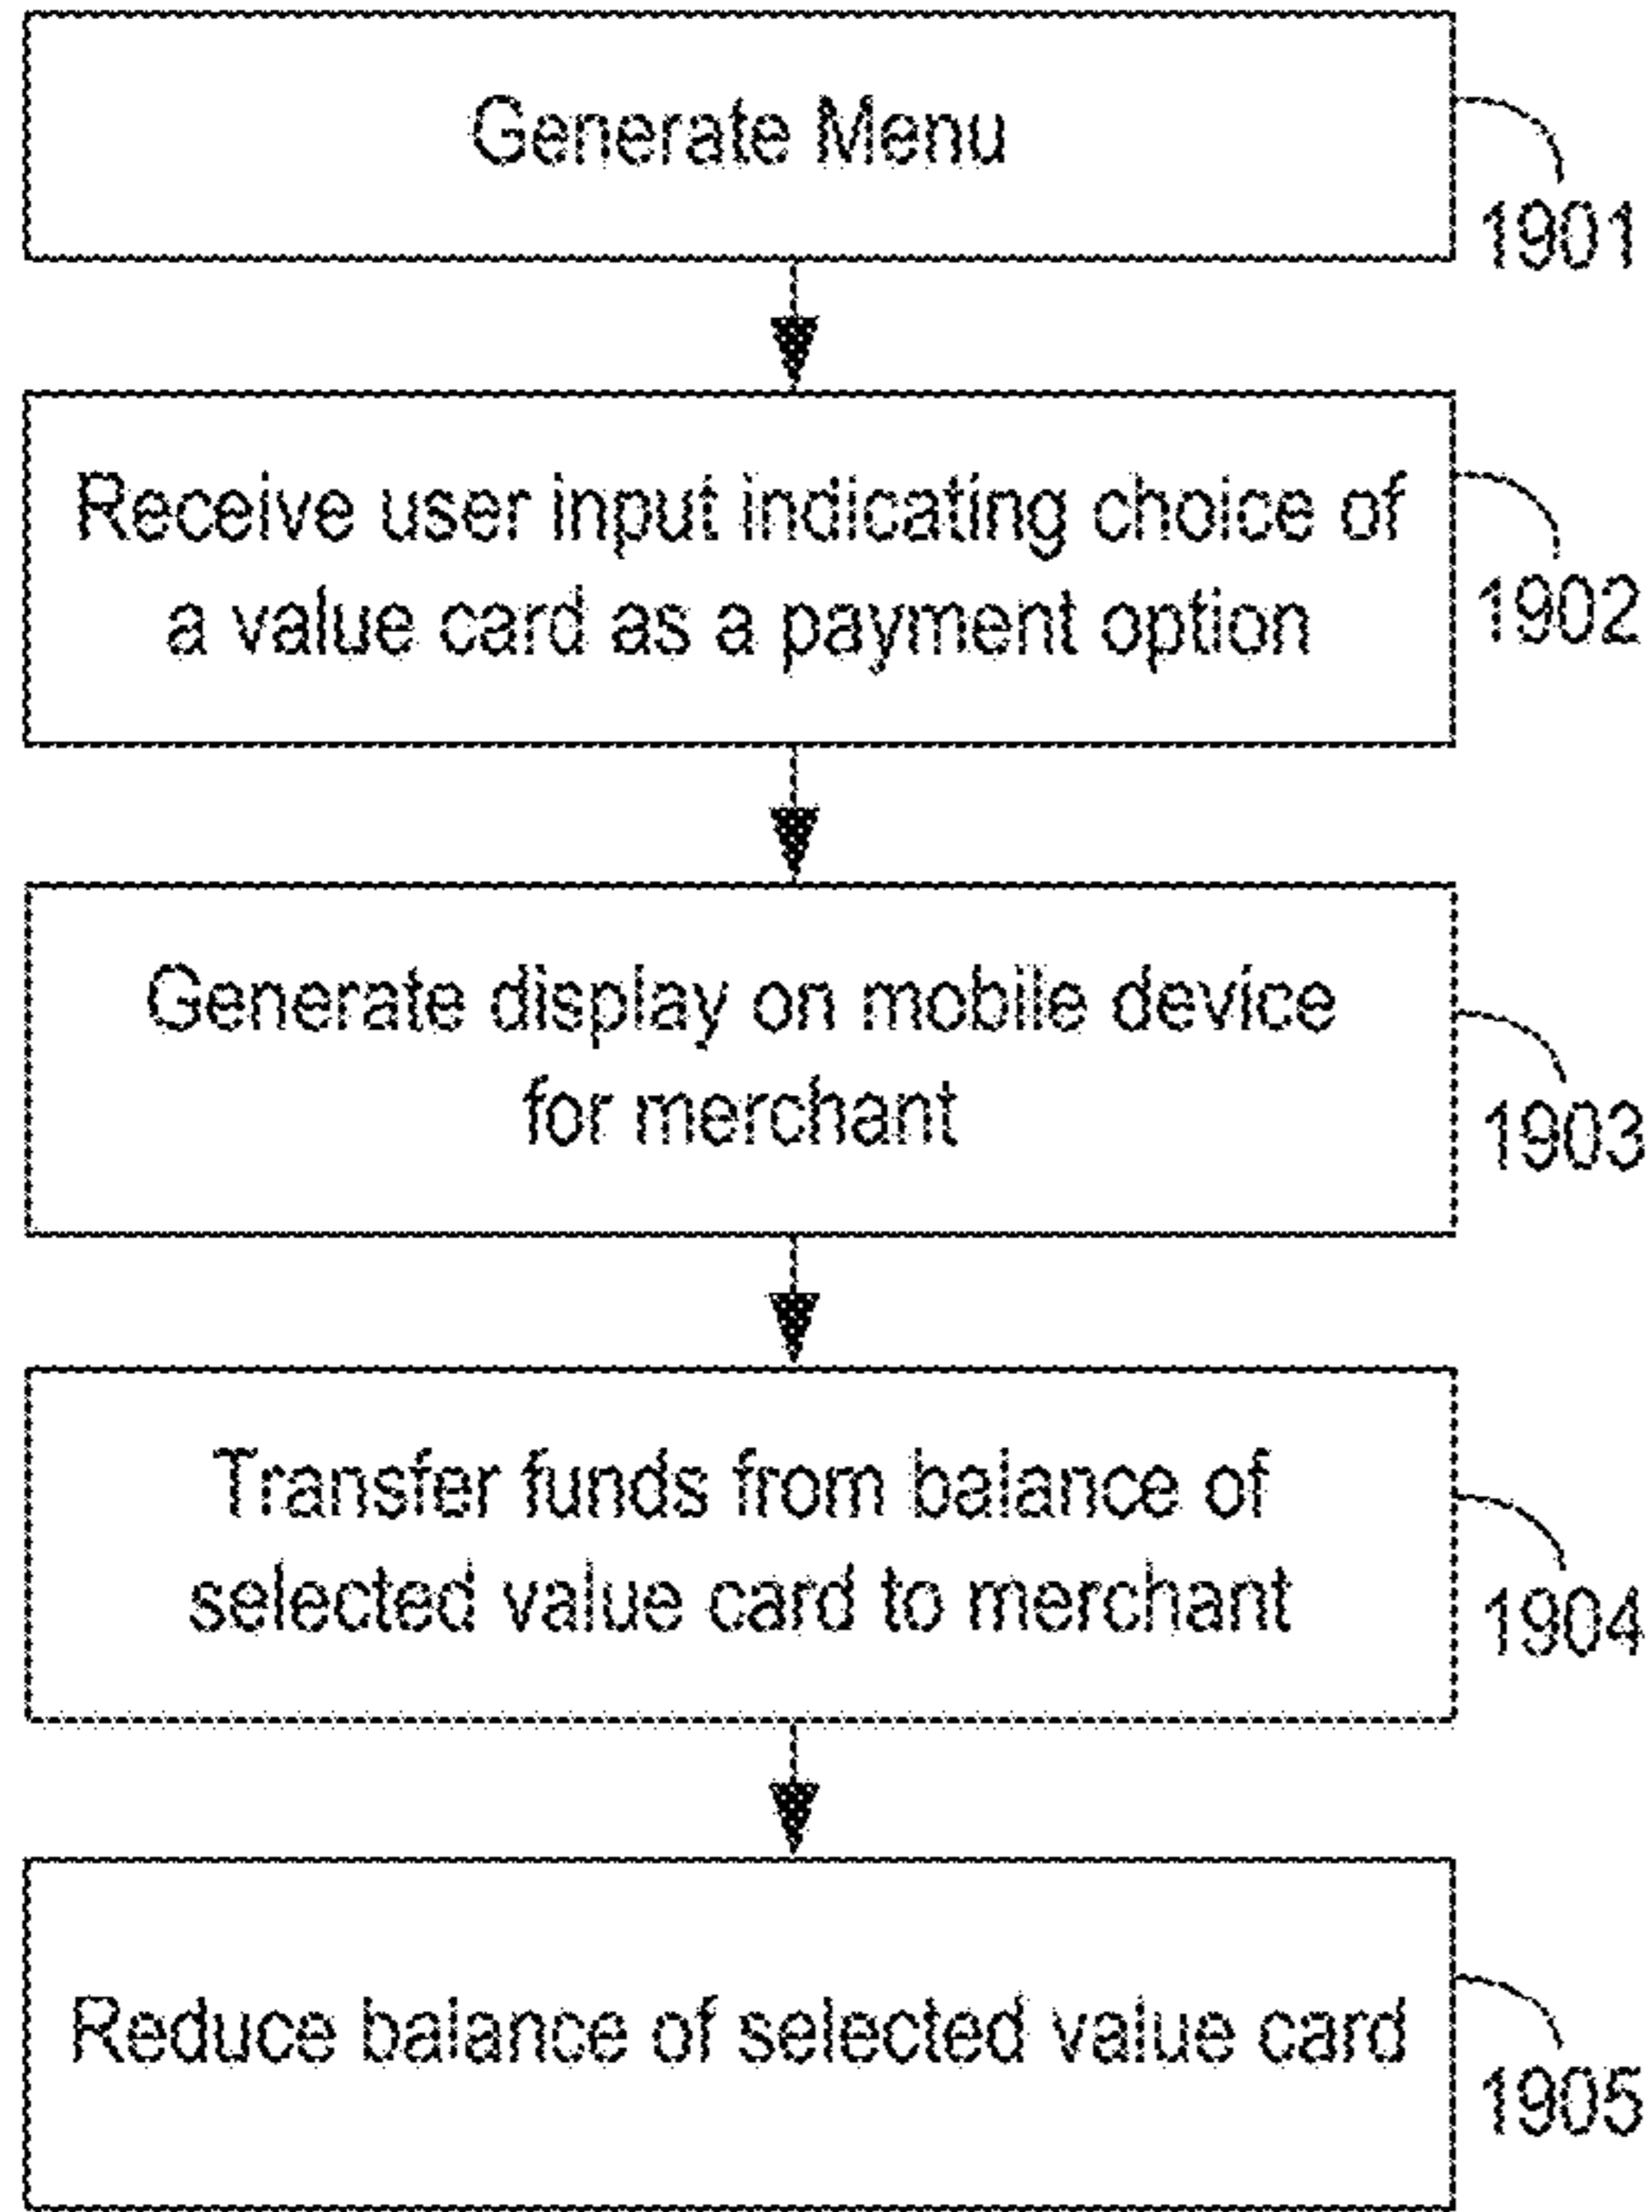 Generate Menu
1901
Receive user input indicating choice of
a value card as a payment option
1902
Generate display on mobile device
for merchant
1903
Transfer funds from balance of
selected value card to merchant
1904
Reduce balance of selected value card
1905